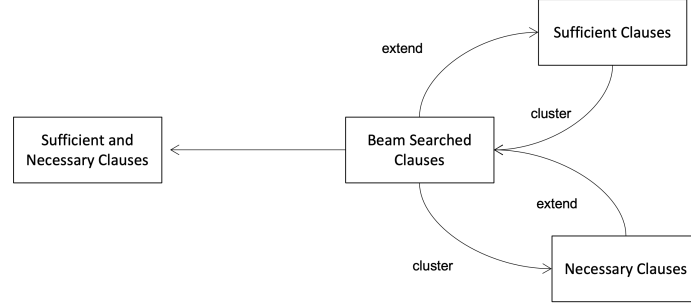 Sufficient Clauses
extend
cluster
Sufficient and
Necessary Clauses
Beam Searched
Clauses
extend
cluster
Necessary Clauses